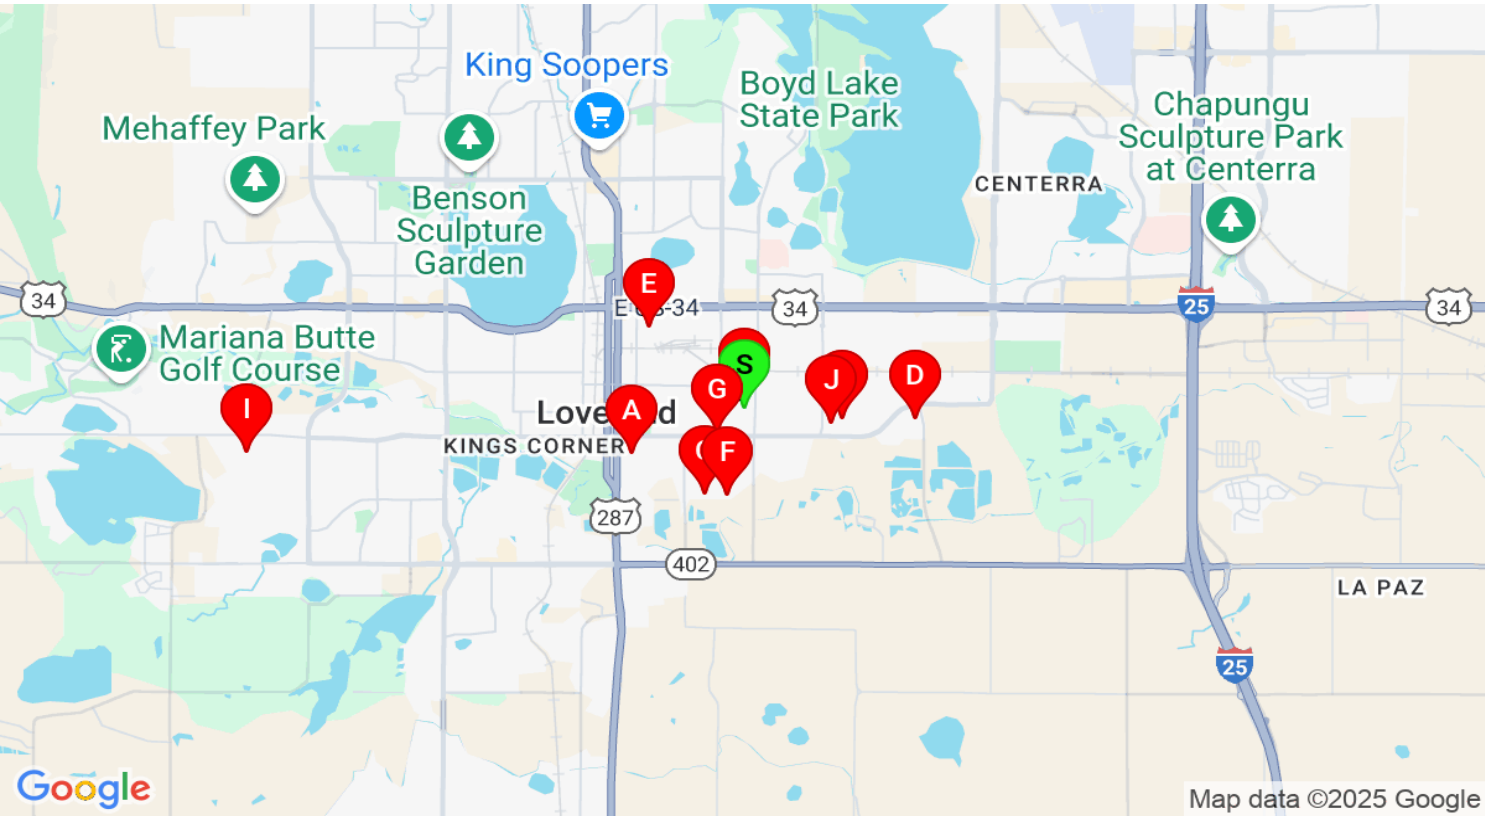 King Soopers
Boyd Lake
State Park
Chapungu
Sculpture Park
at Centerra
Mehaffey Park
CENTERRA
Benson
Sculpture
Garden
E
34
34
25
34
Mariana Butte
Golf Course
S
J
D
G
I
A
KINGS CORNER
F
287
402
LA PAZ
25
Google
Map data ©2025 Google